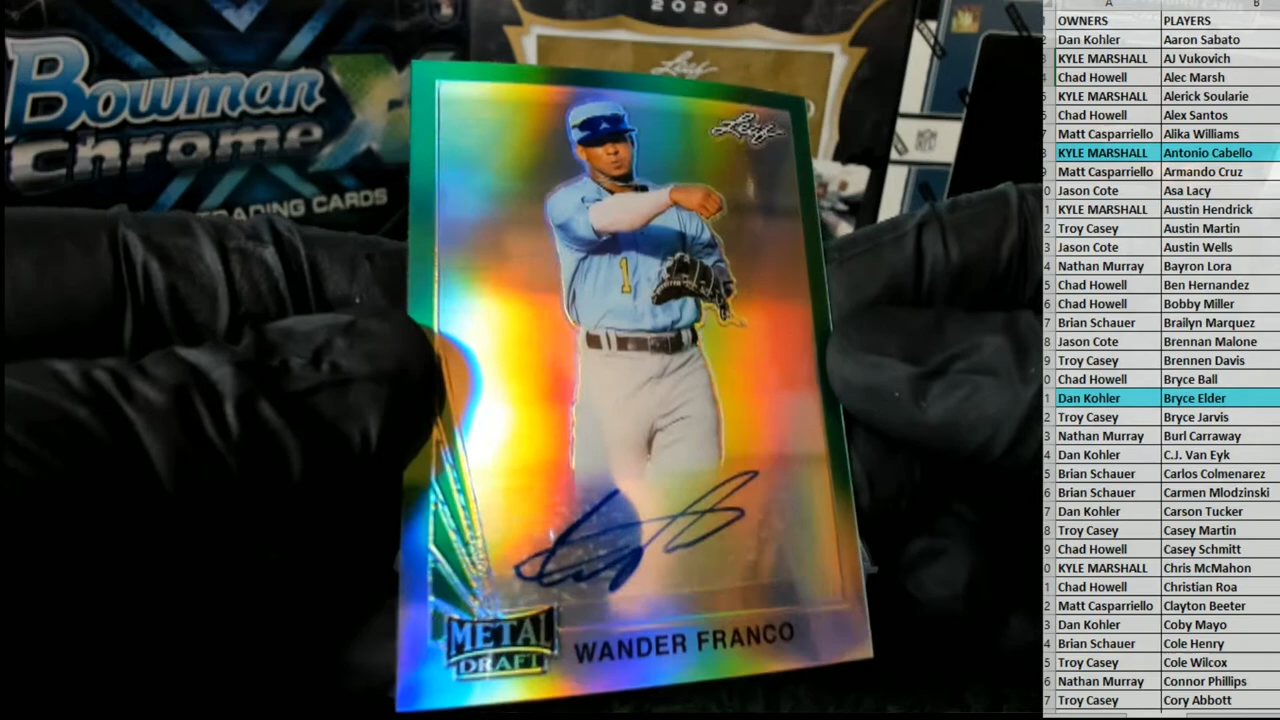 2020
Leaf
Bowman
Chrome X
TRADING CARDS
Leaf
1
METAL
DRAFT
WANDER FRANCO
A B
OWNERS PLAYERS
Dan Kohler Aaron Sabato
KYLE MARSHALL AJ Vukovich
Chad Howell Alec Marsh
KYLE MARSHALL Alerick Soularie
Chad Howell Alex Santos
Matt Casparriello Alika Williams
KYLE MARSHALL Antonio Cabello
Matt Casparriello Armando Cruz
Jason Cote Asa Lacy
KYLE MARSHALL Austin Hendrick
Troy Casey Austin Martin
Jason Cote Austin Wells
Nathan Murray Bayron Lora
Chad Howell Ben Hernandez
Chad Howell Bobby Miller
Brian Schauer Brailyn Marquez
Jason Cote Brennan Malone
Troy Casey Brennen Davis
Chad Howell Bryce Ball
Dan Kohler Bryce Elder
Troy Casey Bryce Jarvis
Nathan Murray Burl Carraway
Dan Kohler C.J. Van Eyk
Brian Schauer Carlos Colmenarez
Brian Schauer Carmen Mlodzinski
Dan Kohler Carson Tucker
Troy Casey Casey Martin
Chad Howell Casey Schmitt
KYLE MARSHALL Chris McMahon
Chad Howell Christian Roa
Matt Casparriello Clayton Beeter
Dan Kohler Coby Mayo
Brian Schauer Cole Henry
Troy Casey Cole Wilcox
Nathan Murray Connor Phillips
Troy Casey Cory Abbott